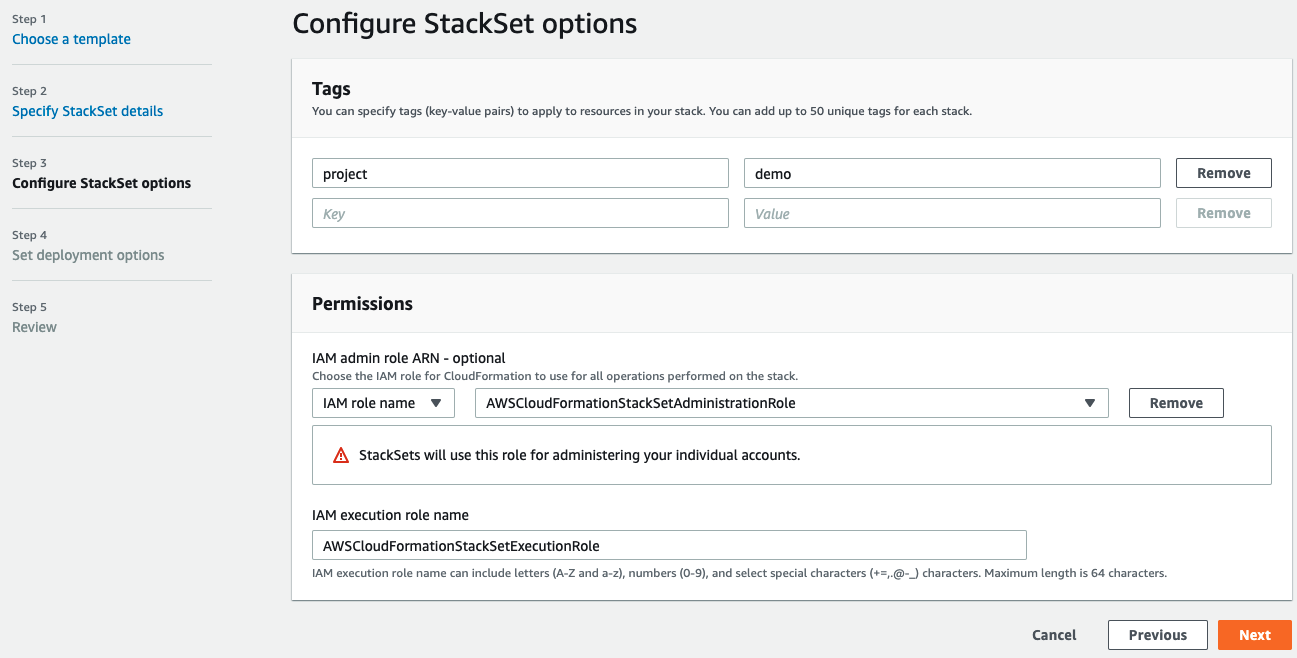 Step 1
Choose a template
Step 2
Specify StackSet details
Step 3
Configure StackSet options
Step 4
Set deployment options
Step 5
Review
Configure StackSet options
Tags
You can specify tags (key-value pairs) to apply to resources in your stack. You can add up to 50 unique tags for each stack.
project demo Remove
Key Value Remove
Permissions
IAM admin role ARN - optional
Choose the IAM role for CloudFormation to use for all operations performed on the stack.
IAM role name AWSCloudFormationStackSetAdministrationRole Remove
StackSets will use this role for administering your individual accounts.
IAM execution role name
AWSCloudFormationStackSetExecutionRole
IAM execution role name can include letters (A-Z and a-z), numbers (0-9), and select special characters (+=,.@-_) characters. Maximum length is 64 characters.
Cancel Previous Next